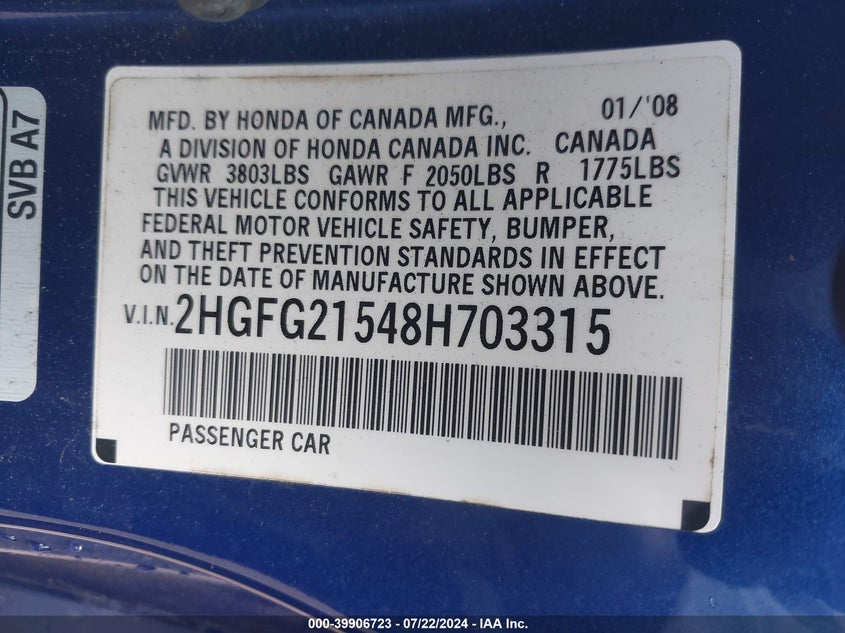 SVB A7
MFD. BY HONDA OF CANADA MFG., 01/'08
A DIVISION OF HONDA CANADA INC. CANADA
GVWR 3803LBS GAWR F 2050LBS R 1775LBS
THIS VEHICLE CONFORMS TO ALL APPLICABLE
FEDERAL MOTOR VEHICLE SAFETY, BUMPER,
AND THEFT PREVENTION STANDARDS IN EFFECT
ON THE DATE OF MANUFACTURE SHOWN ABOVE.
V.I.N. 2HGFG21548H703315
PASSENGER CAR
000-39906723 - 07/22/2024 - IAA Inc.